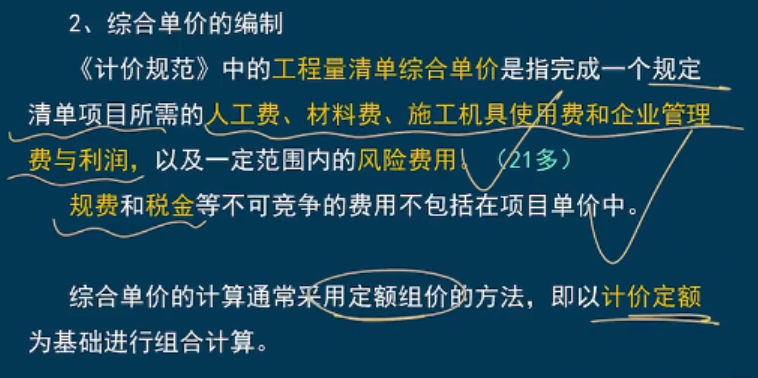 2、综合单价的编制
《计价规范》中的工程量清单综合单价是指完成一个规定
清单项目所需的人工费、材料费、施工机具使用费和企业管理
费与利润，以及一定范围内的风险费用。（21多）
规费和税金等不可竞争的费用不包括在项目单价中。
综合单价的计算通常采用定额组价的方法，即以计价定额
为基础进行组合计算。